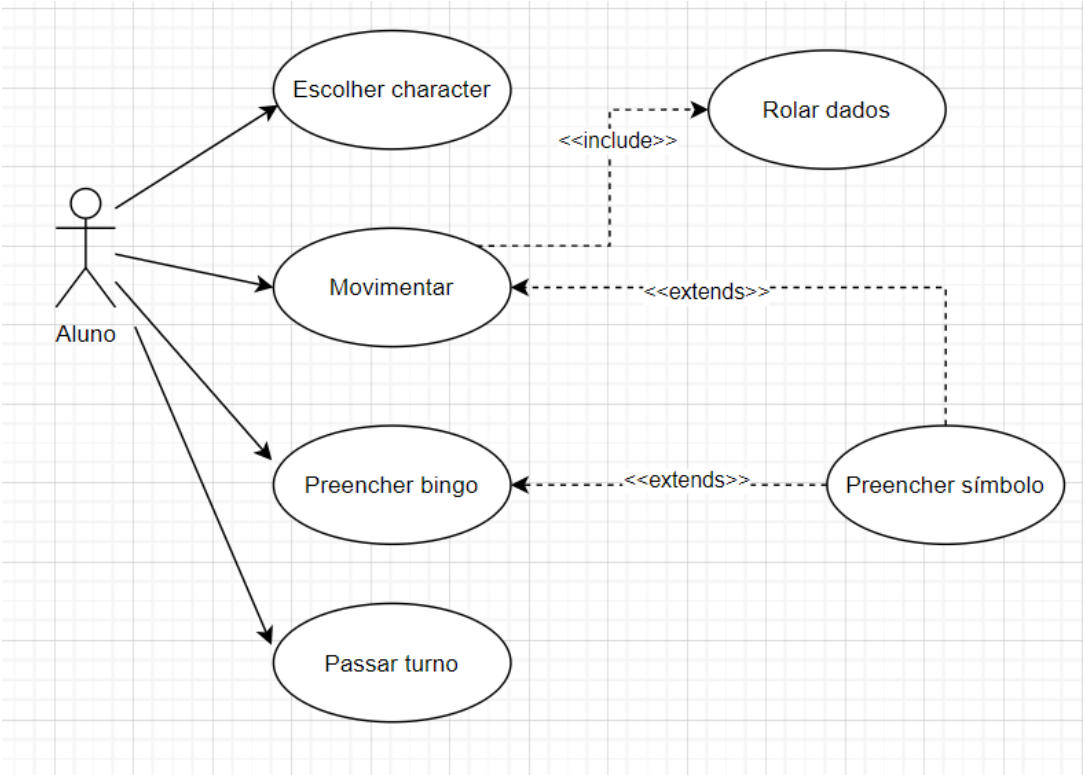 Escolher character
Rolar dados
<<include>>
Movimentar
<<extends>>
Aluno
Preencher bingo
<<extends>>
Preencher símbolo
Passar turno